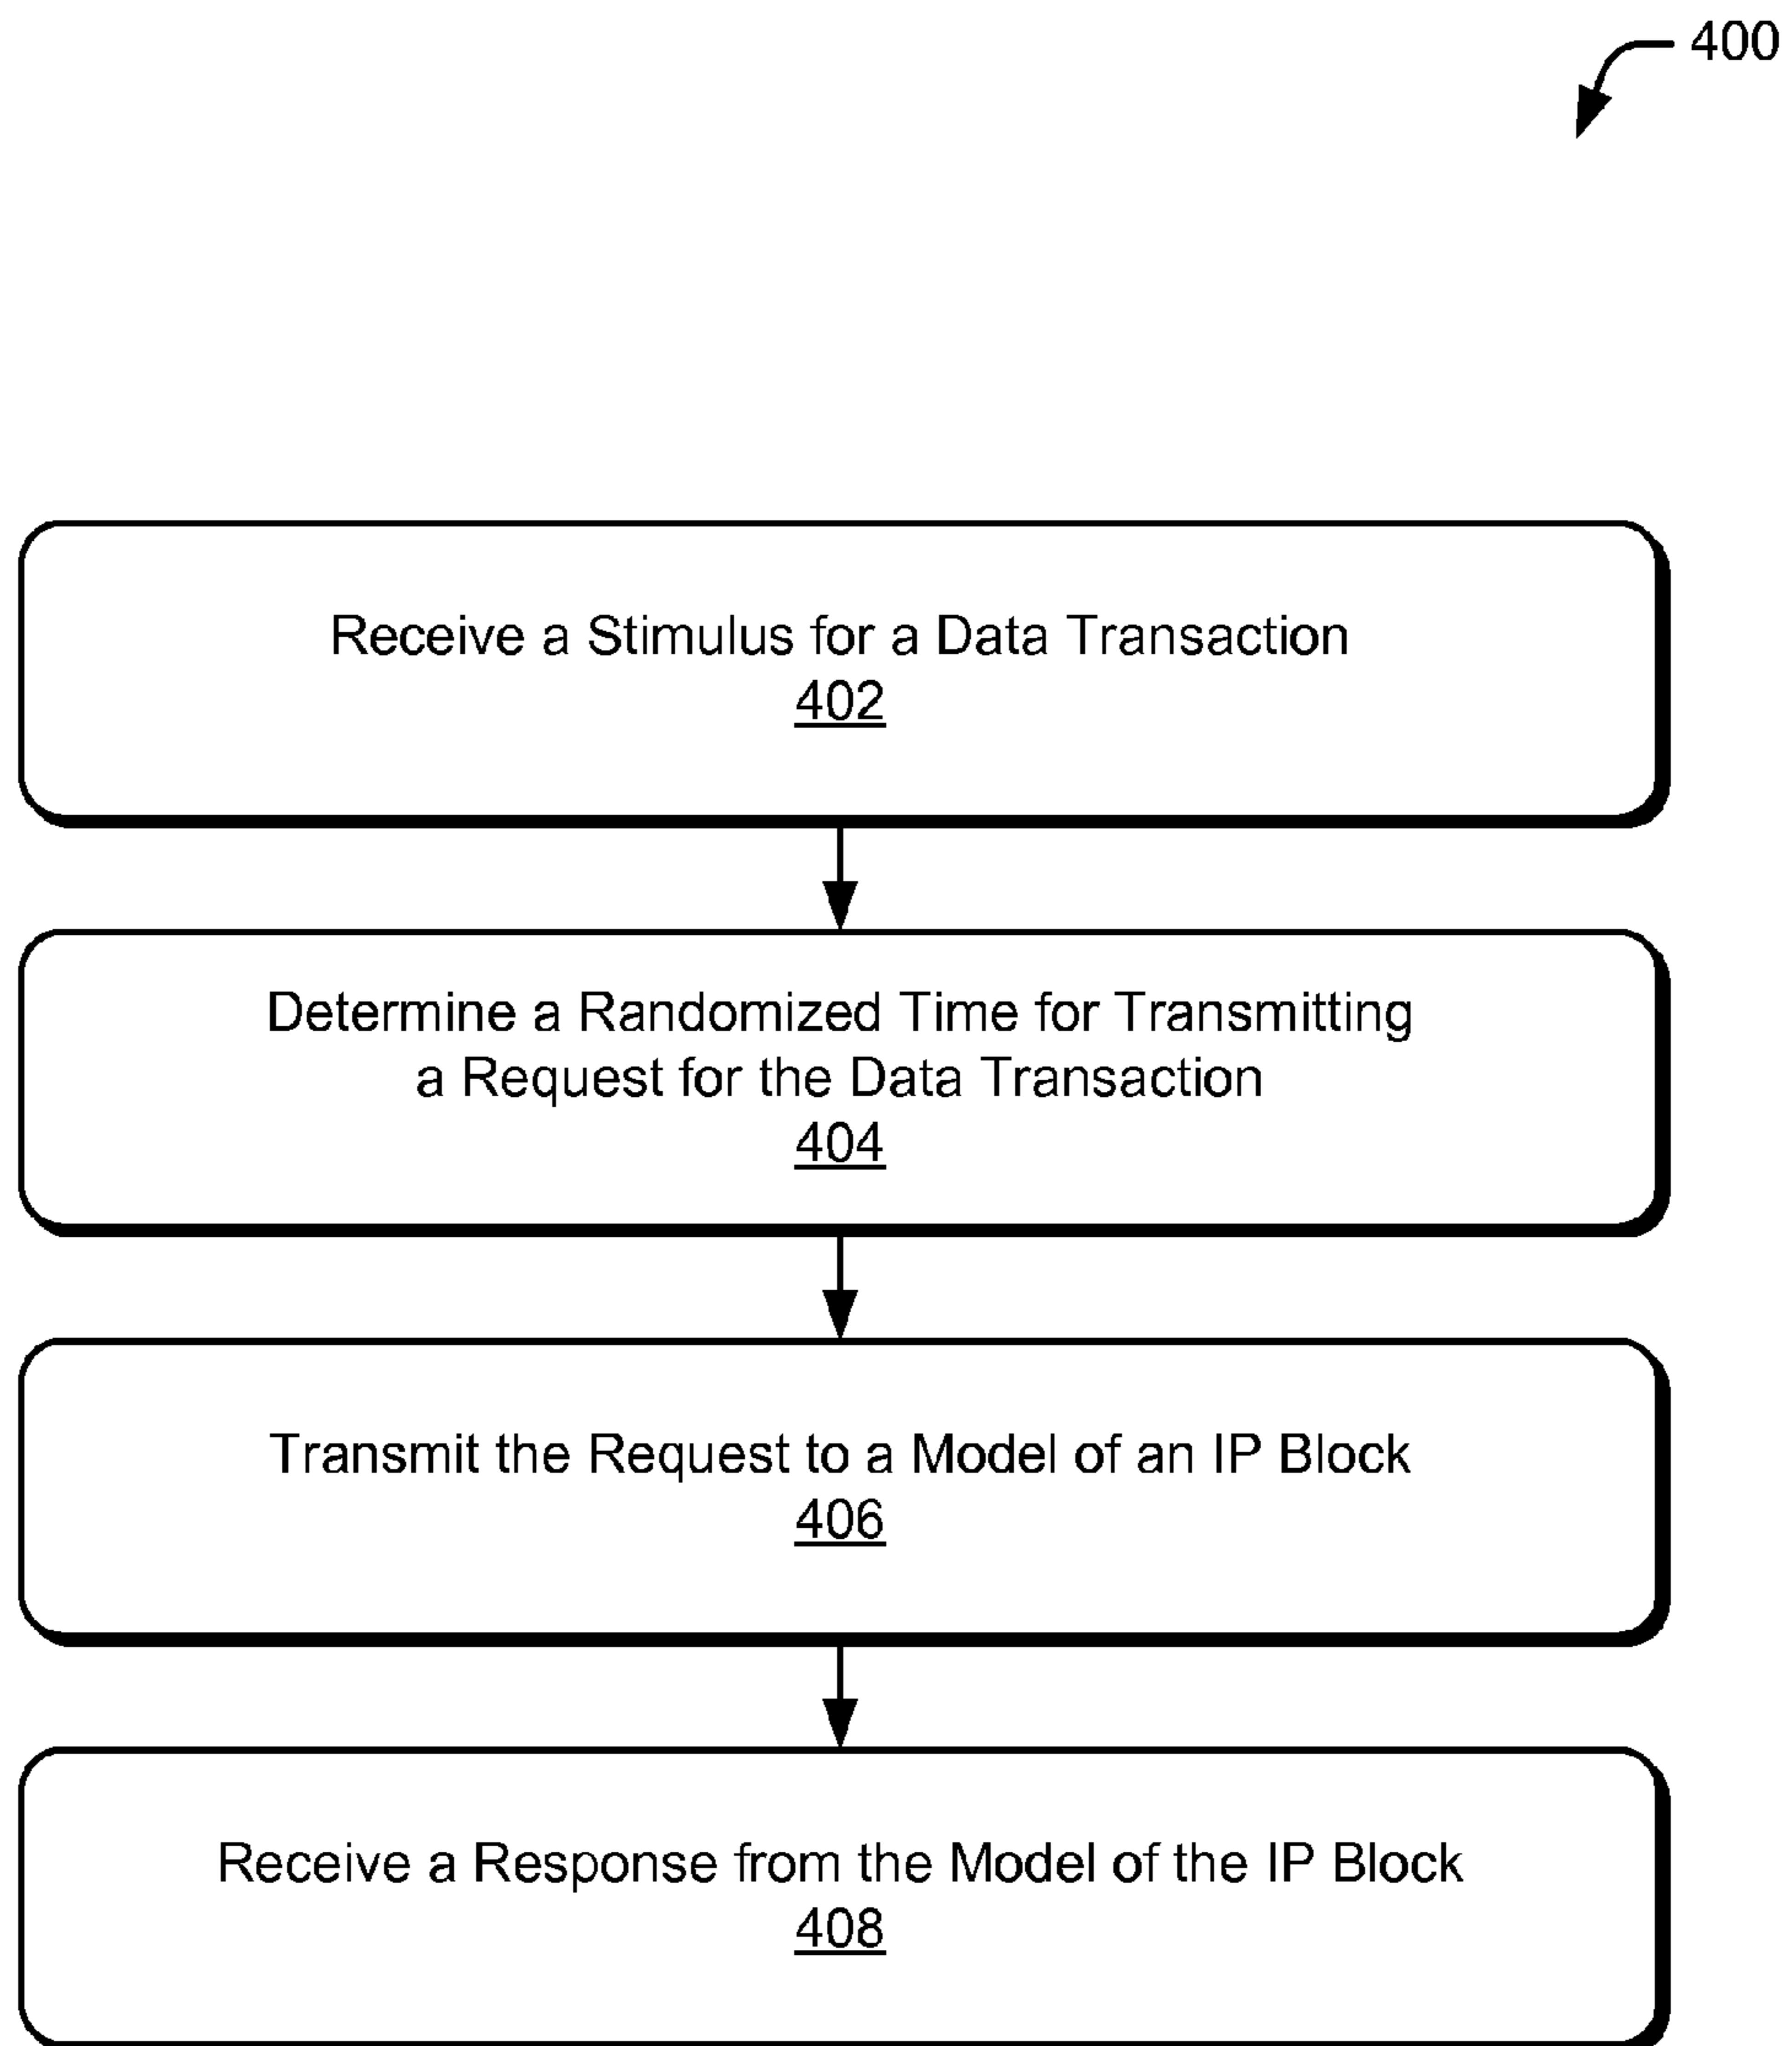 400
Receive a Stimulus for a Data Transaction
402
Determine a Randomized Time for Transmitting
a Request for the Data Transaction
404
Transmit the Request to a Model of an IP Block
406
Receive a Response from the Model of the IP Block
408